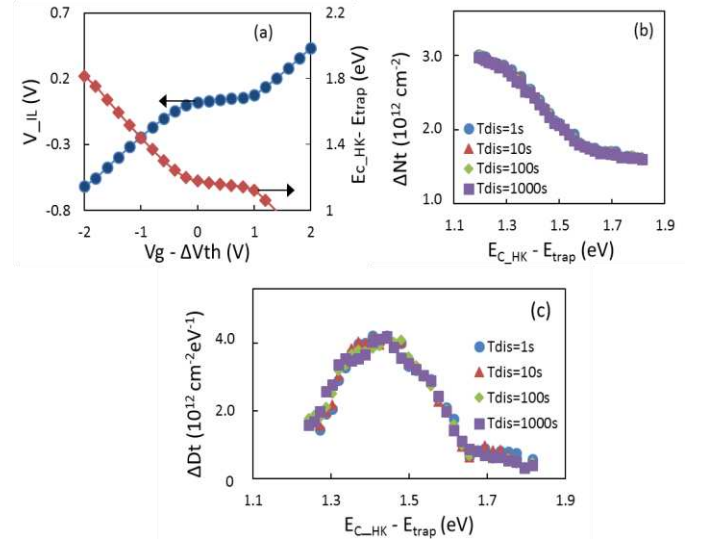 (a)
0.7
0.2
-0.3
-0.8
V_IL (V)
2.2
1.8
1.4
1
Ec_HK- Etrap (eV)
-2 -1 0 1 2
Vg - ΔVth (V)
(b)
3.0
2.0
1.0
ΔNt (10¹² cm⁻²)
Tdis=1s
Tdis=10s
Tdis=100s
Tdis=1000s
1.1 1.3 1.5 1.7 1.9
E_C_HK - E_trap (eV)
(c)
4.0
2.0
0
ΔDt (10¹² cm⁻²eV⁻¹)
Tdis=1s
Tdis=10s
Tdis=100s
Tdis=1000s
1.1 1.3 1.5 1.7 1.9
E_C_HK - E_trap (eV)